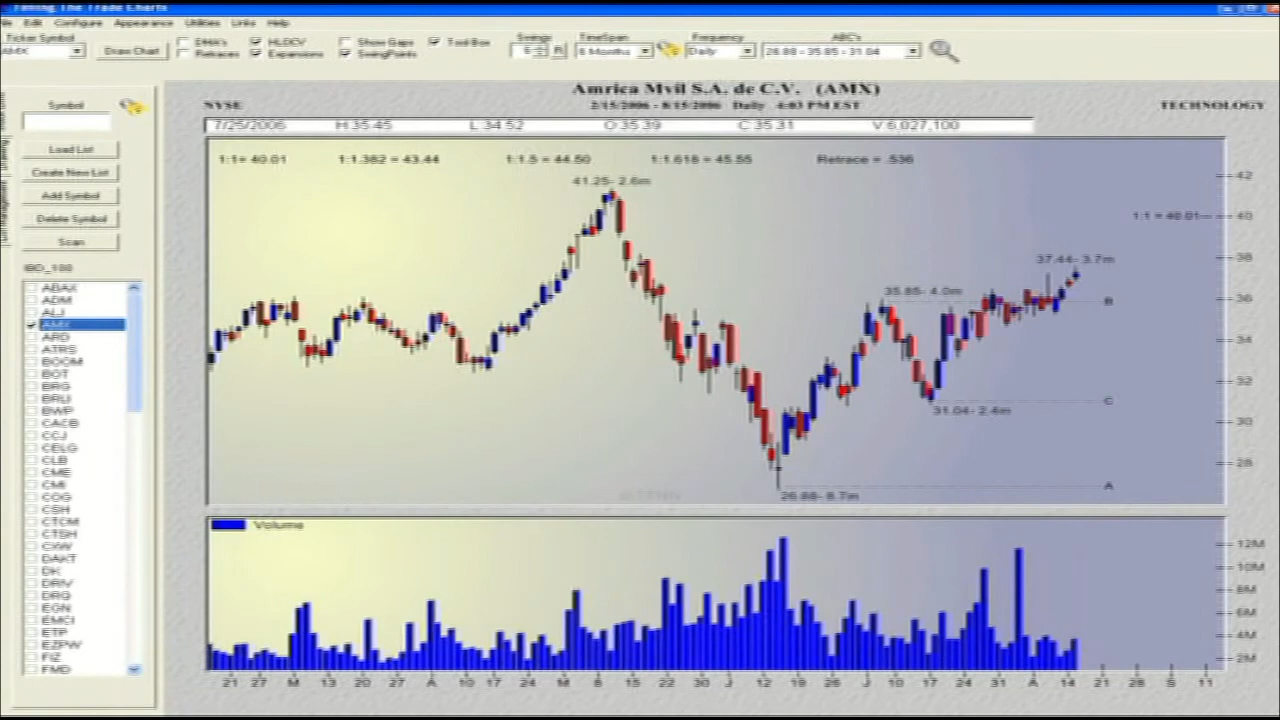 Timing The Trade Charts
Edit Configure Appearance Utilities Links Help
Ticker Symbol
AMX
Draw Chart
DMA's
Retraces
HLOCV
Expansions
Show Gaps
SwingPoints
Tool Box
Swings
5
R
TimeSpan
6 Months
Frequency
Daily
ABC's
26.88 - 35.85 - 31.04
Symbol
Load List
Create New List
Add Symbol
Delete Symbol
Scan
IBD_100
ABAX
ADM
ALJ
AMX
ARD
ATRS
BOOM
BOT
BRG
BRLI
BWP
CACB
CCJ
CELG
CLB
CME
CMI
COG
CSH
CTCM
CTSH
CXW
DAKT
DK
DRIV
DRQ
EGN
EMCI
ETP
EZPW
FIZ
FMD
Amrica Mvil S.A. de C.V. (AMX)
NYSE
2/15/2006 - 8/15/2006 Daily 4:03 PM EST
TECHNOLOGY
7/25/2006 H 35.45 L 34.52 O 35.39 C 35.31 V 6,027,100
1:1= 40.01 1:1.382 = 43.44 1:1.5 = 44.50 1:1.618 = 45.55 Retrace = .536
41.25- 2.6m
42
1:1 = 40.01
40
37.44- 3.7m
38
35.85- 4.0m
B
36
34
32
31.04- 2.4m
C
30
28
26.88- 8.7m
A
Volume
12M
10M
8M
6M
4M
2M
21 27 M 13 20 27 A 10 17 24 M 8 15 22 30 J 12 19 26 J 10 17 24 31 A 14 21 28 S 11